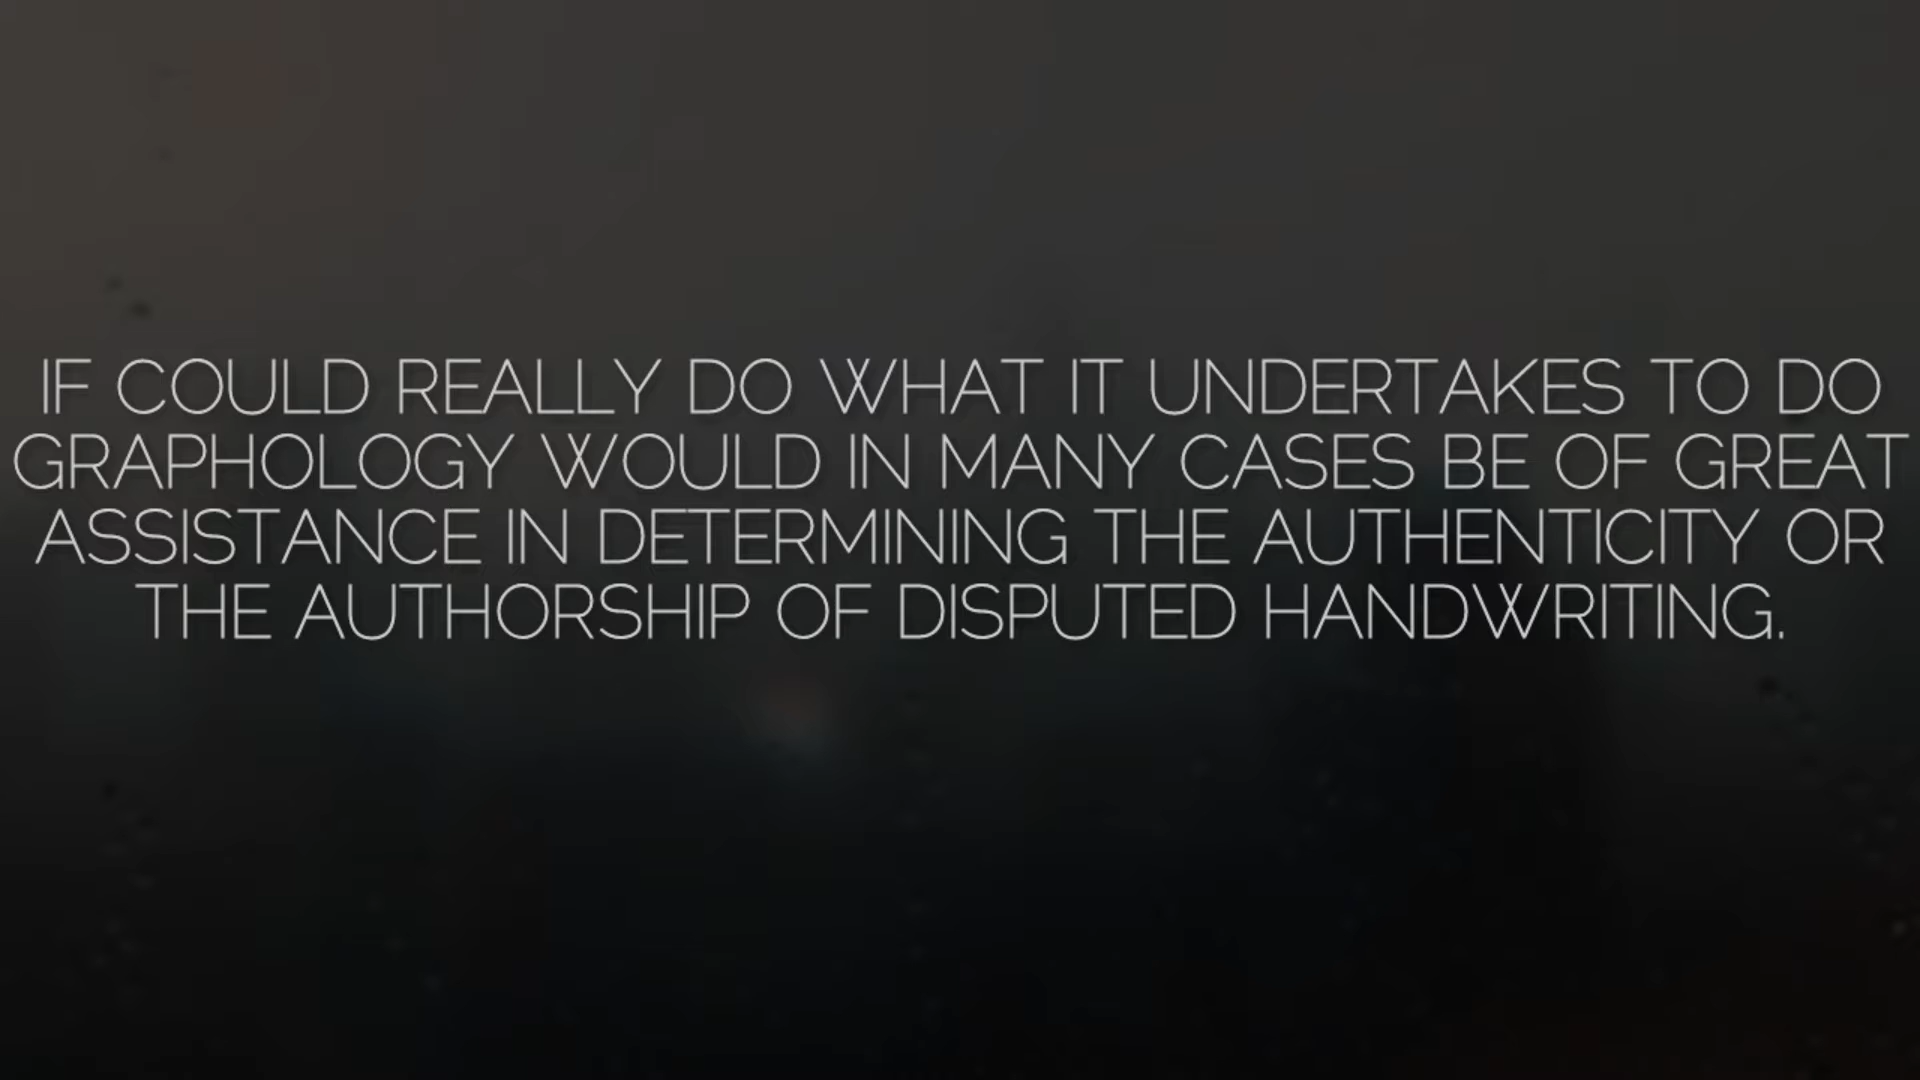 IF COULD REALLY DO WHAT IT UNDERTAKES TO DO
GRAPHOLOGY WOULD IN MANY CASES BE OF GREAT
ASSISTANCE IN DETERMINING THE AUTHENTICITY OR
THE AUTHORSHIP OF DISPUTED HANDWRITING.